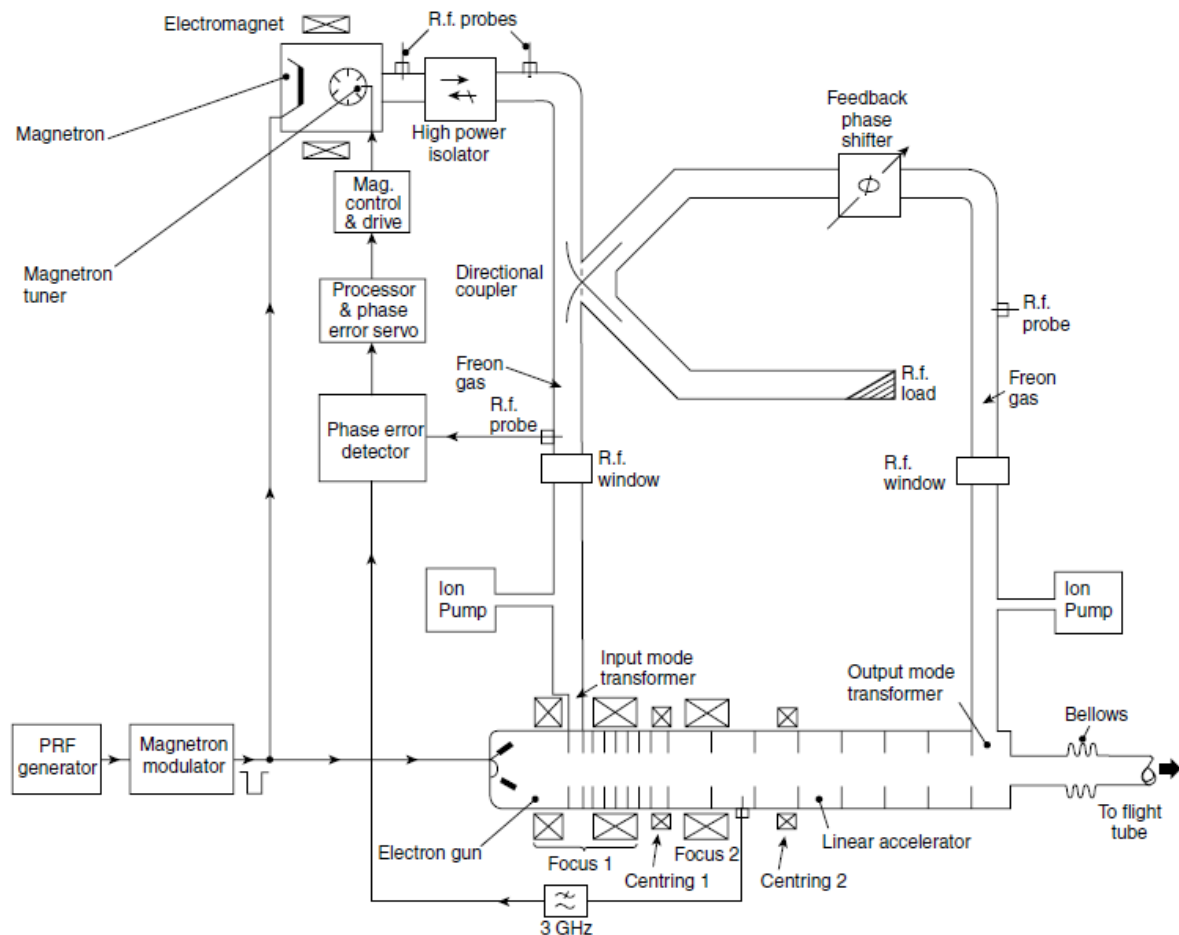 Electromagnet
R.f. probes
Magnetron
High power
isolator
Feedback
phase
shifter
Mag.
control
& drive
Magnetron
tuner
Directional
coupler
Processor
& phase
error servo
R.f.
probe
Freon
gas
R.f.
load
Freon
gas
R.f.
probe
Phase error
detector
R.f.
window
R.f.
window
Ion
Pump
Ion
Pump
Input mode
transformer
Output mode
transformer
Bellows
PRF
generator
Magnetron
modulator
To flight
tube
Electron gun
Focus 1
Centring 1
Focus 2
Centring 2
Linear accelerator
3 GHz